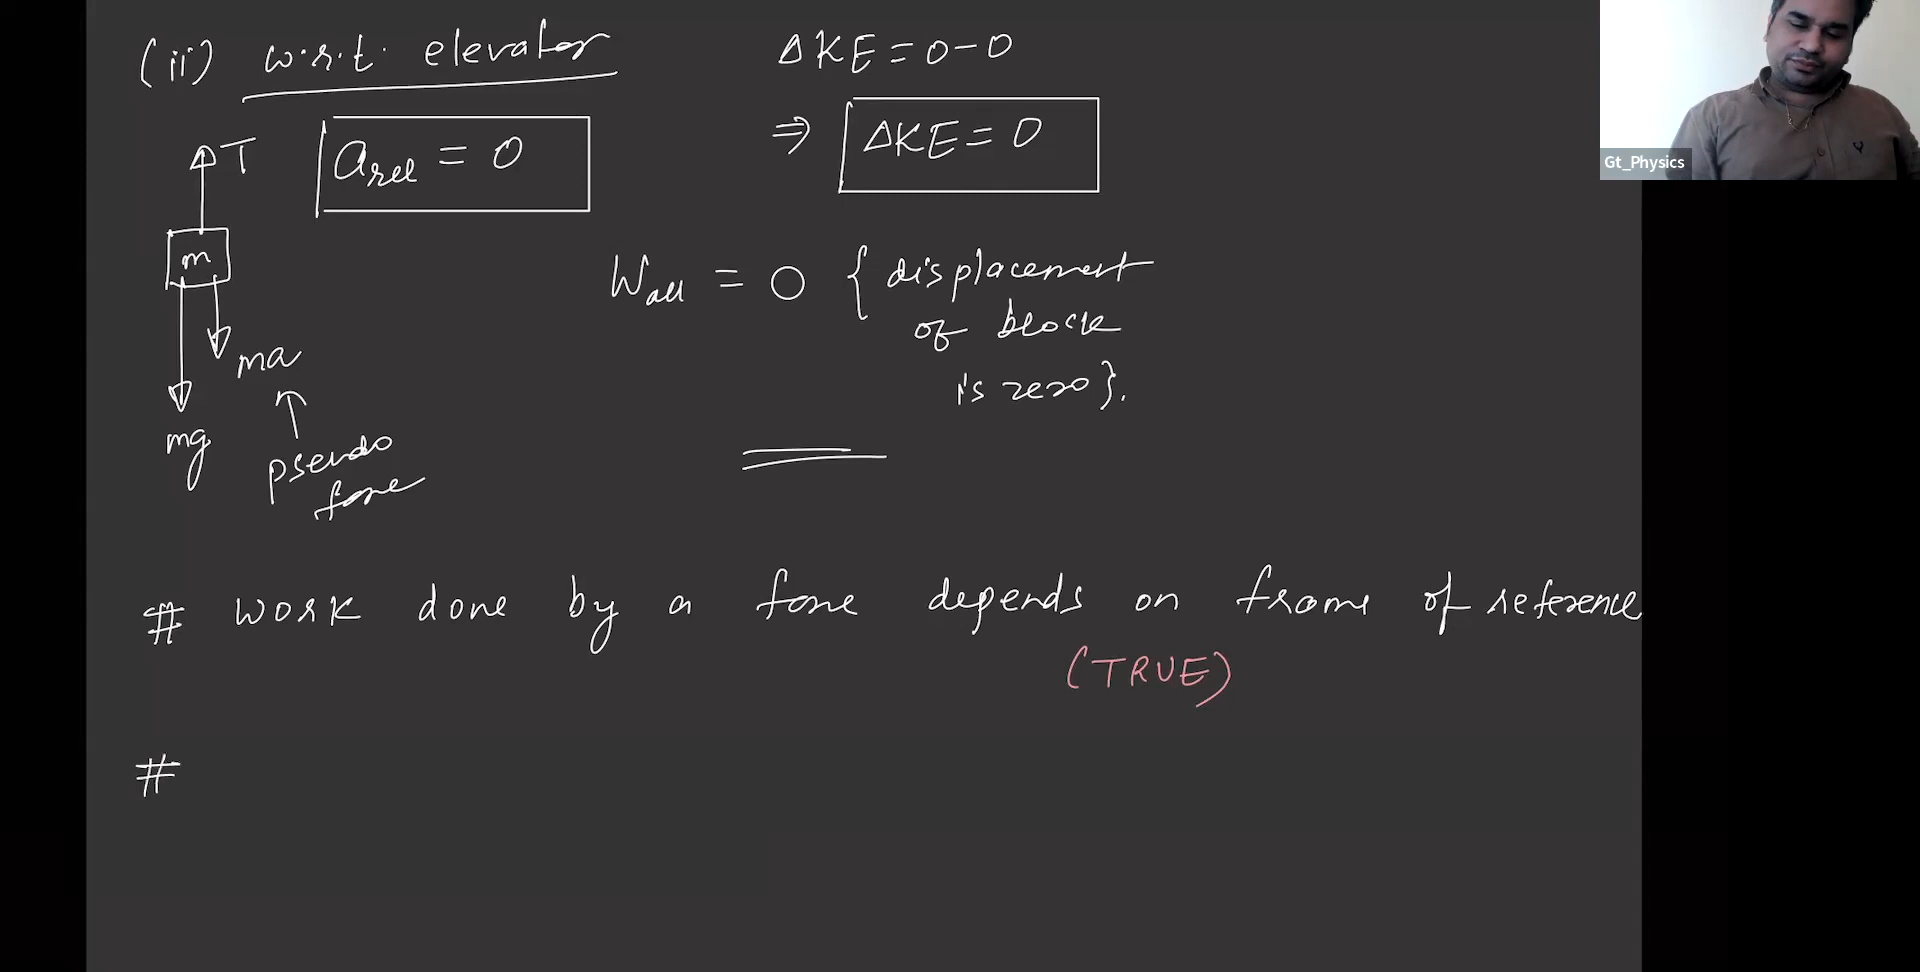 (ii) w.r.t. elevator
ΔKE = 0 - 0
T
a_rel = 0
⇒ ΔKE = 0
Gt_Physics
m
W_all = 0 { displacement
of block
is zero}.
ma
mg
pseudo
force
# work done by a force depends on frame of reference
(TRUE)
#